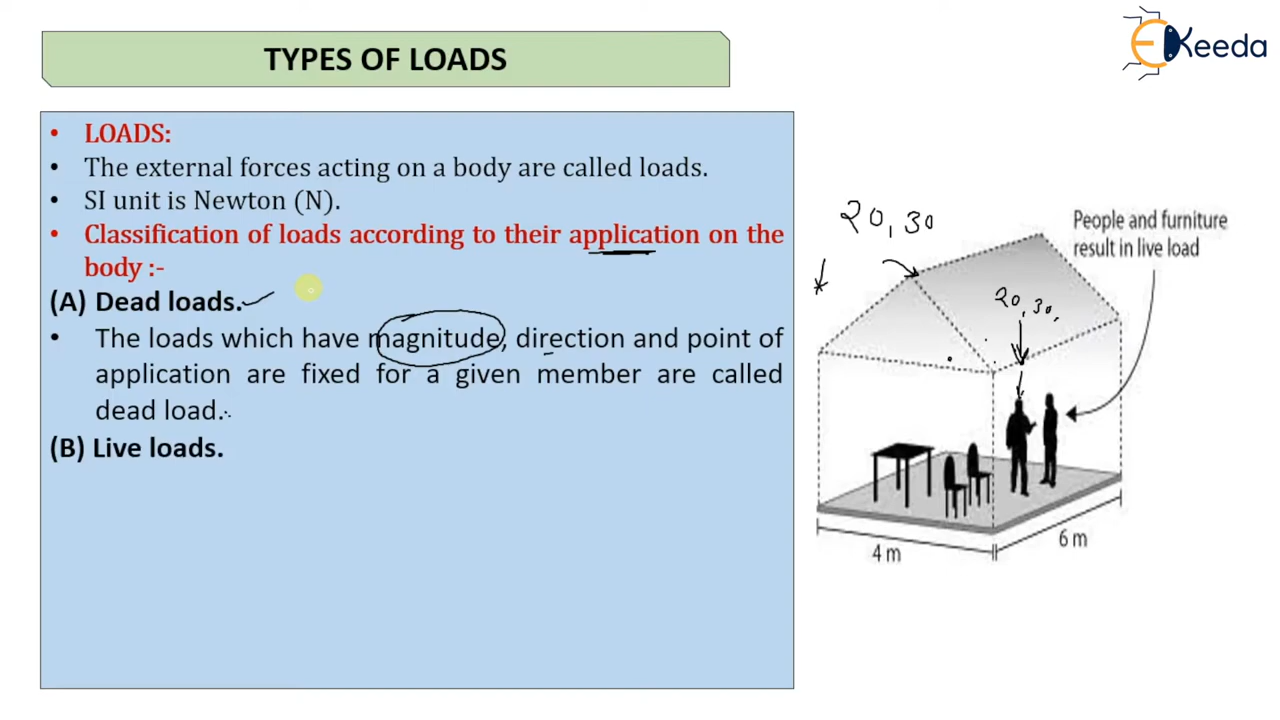 TYPES OF LOADS
EKeeda
• LOADS:
• The external forces acting on a body are called loads.
• SI unit is Newton (N).
• Classification of loads according to their application on the
body :-
(A) Dead loads.
• The loads which have magnitude, direction and point of
application are fixed for a given member are called
dead load.
(B) Live loads.
20, 30
People and furniture
result in live load
20, 30,
4 m
6 m